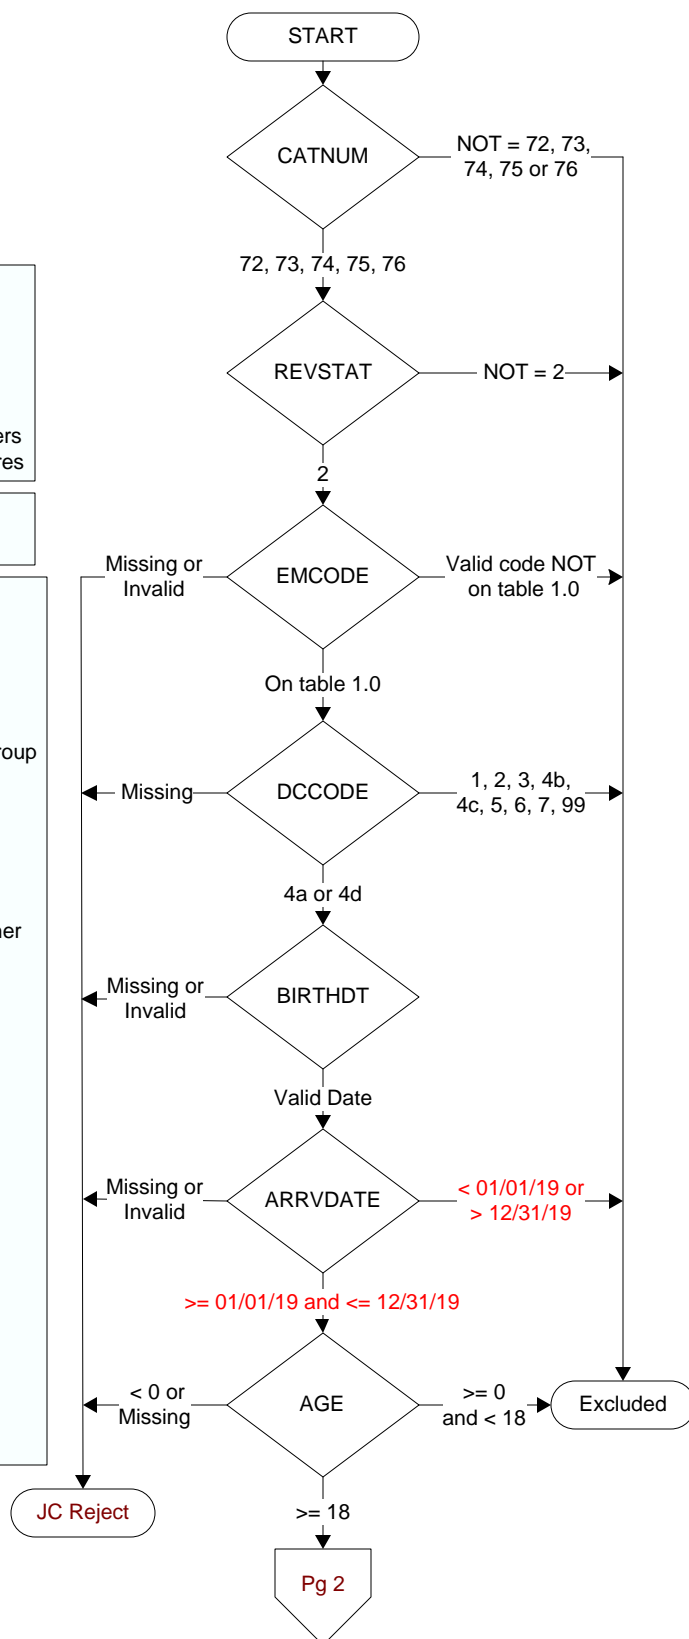 START
CATNUM
NOT = 72, 73,
74, 75 or 76
72, 73, 74, 75, 76
REVSTAT
NOT = 2
2
EMCODE
Missing or
Invalid
Valid code NOT
on table 1.0
On table 1.0
DCCODE
Missing
1, 2, 3, 4b,
4c, 5, 6, 7, 99
4a or 4d
BIRTHDT
Missing or
Invalid
Valid Date
ARRVDATE
Missing or
Invalid
< 01/01/19 or
> 12/31/19
>= 01/01/19 and <= 12/31/19
AGE
< 0 or
Missing
>= 0
and < 18
Excluded
JC Reject
>= 18
Pg 2